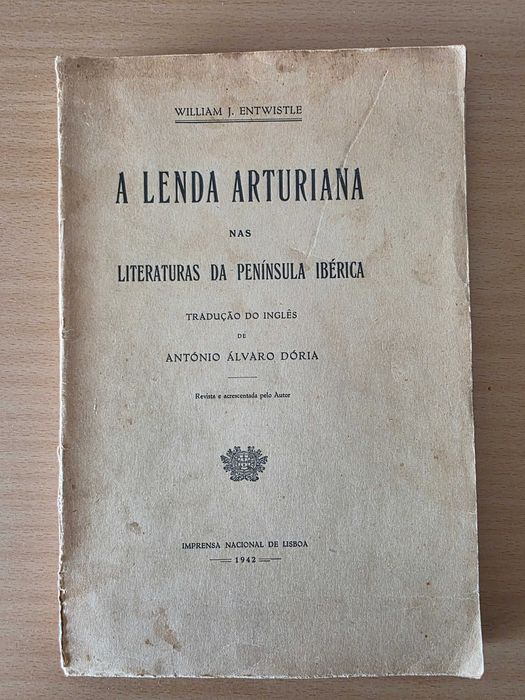 WILLIAM J. ENTWISTLE
A LENDA ARTURIANA
NAS
LITERATURAS DA PENÍNSULA IBÉRICA
TRADUÇÃO DO INGLÊS
DE
ANTÓNIO ÁLVARO DÓRIA
Revista e acrescentada pelo Autor
IMPRENSA NACIONAL DE LISBOA
1942